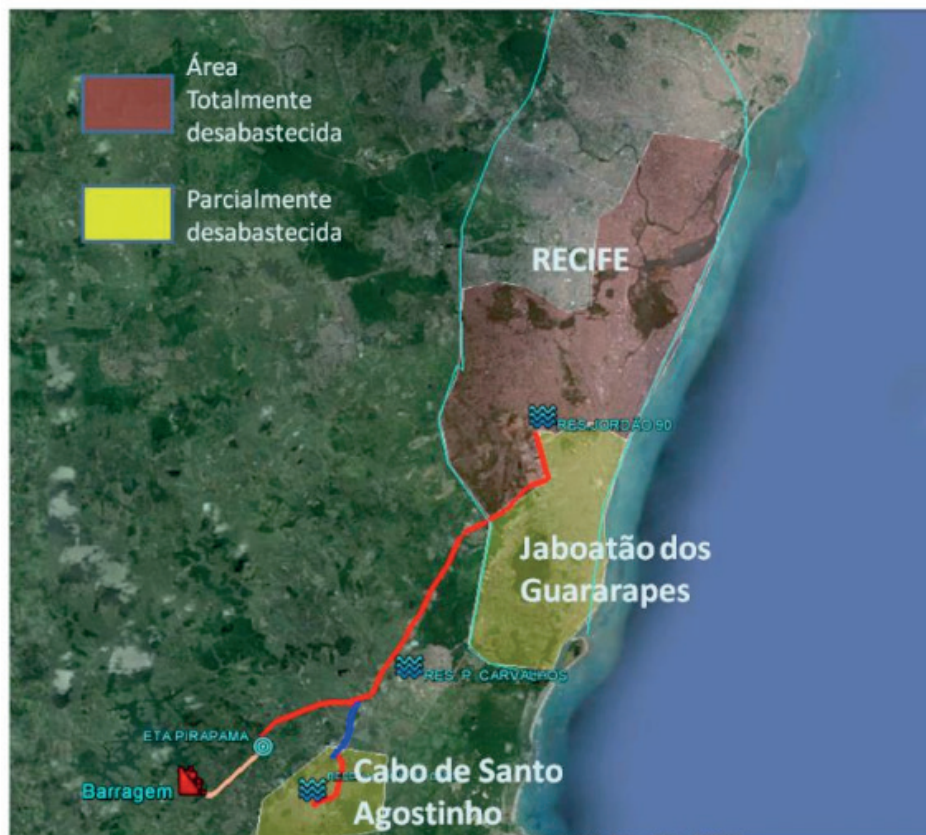 Área
Totalmente
desabastecida
Parcialmente
desabastecida
RECIFE
RES.JORDÃO 90
Jaboatão dos
Guararapes
RES. P. CARVALHOS
ETA PIRAPAMA
Barragem
Cabo de Santo
Agostinho